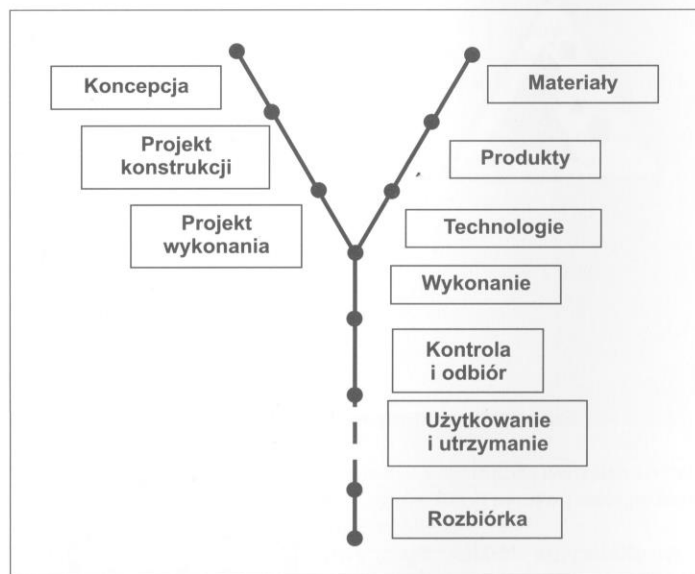 Koncepcja
Projekt
konstrukcji
Projekt
wykonania
Materiały
Produkty
Technologie
Wykonanie
Kontrola
i odbiór
Użytkowanie
i utrzymanie
Rozbiórka